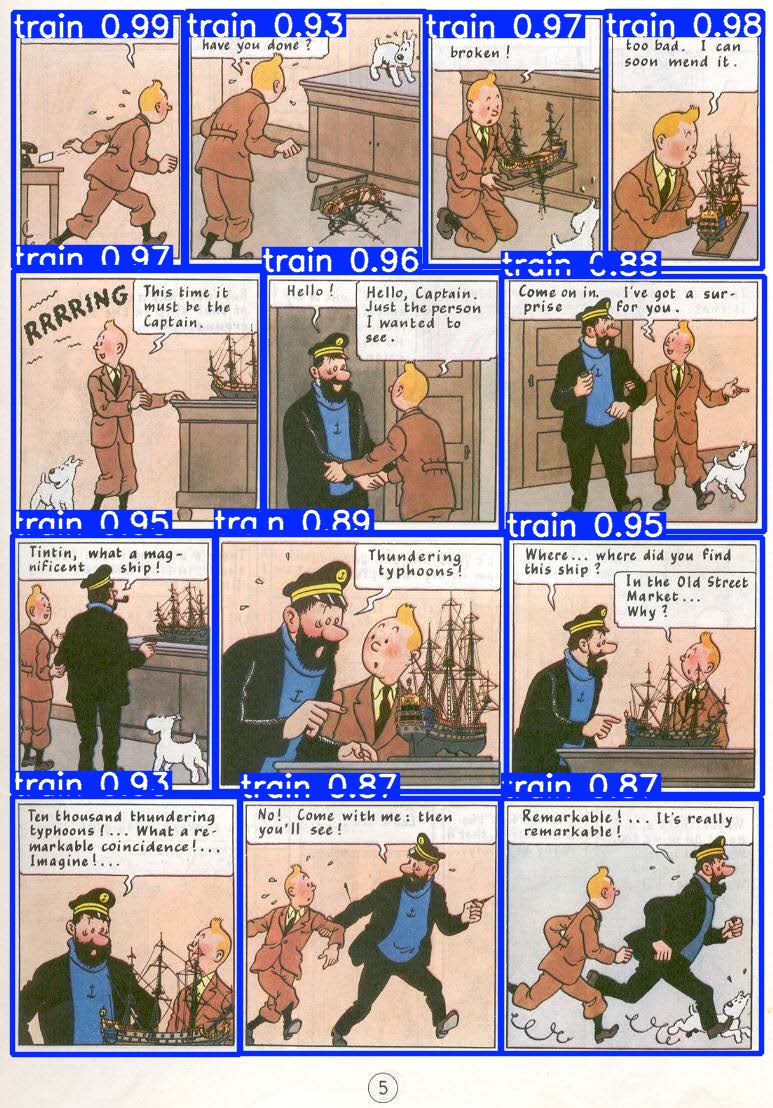 train 0.99
train 0.93
train 0.97
train 0.98
have you done ?
broken !
too bad. I can
soon mend it.
train 0.97
train 0.96
train 0.88
RRRRING
This time it
must be the
Captain.
Hello !
Hello, Captain.
Just the person
I wanted to
see.
Come on in. I've got a sur-
prise for you.
train 0.95
train 0.89
train 0.95
Tintin, what a mag-
nificent ship !
Thundering
typhoons !
Where... where did you find
this ship ?
In the Old Street
Market...
Why ?
train 0.93
train 0.87
train 0.87
Ten thousand thundering
typhoons !... What a re-
markable coincidence !...
Imagine !...
No! Come with me: then
you'll see !
Remarkable !... It's really
remarkable !
5